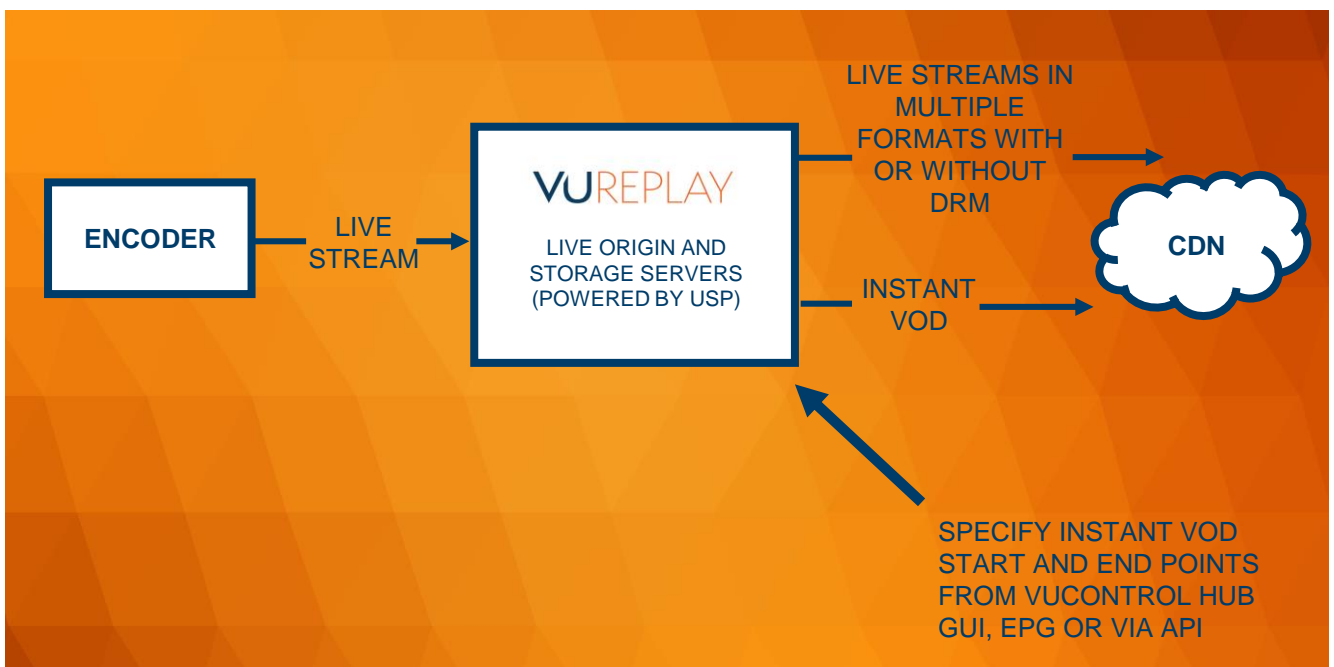 ENCODER
LIVE
STREAM
VUREPLAY
LIVE ORIGIN AND
STORAGE SERVERS
(POWERED BY USP)
LIVE STREAMS IN
MULTIPLE
FORMATS WITH
OR WITHOUT
DRM
INSTANT
VOD
CDN
SPECIFY INSTANT VOD
START AND END POINTS
FROM VUCONTROL HUB
GUI, EPG OR VIA API